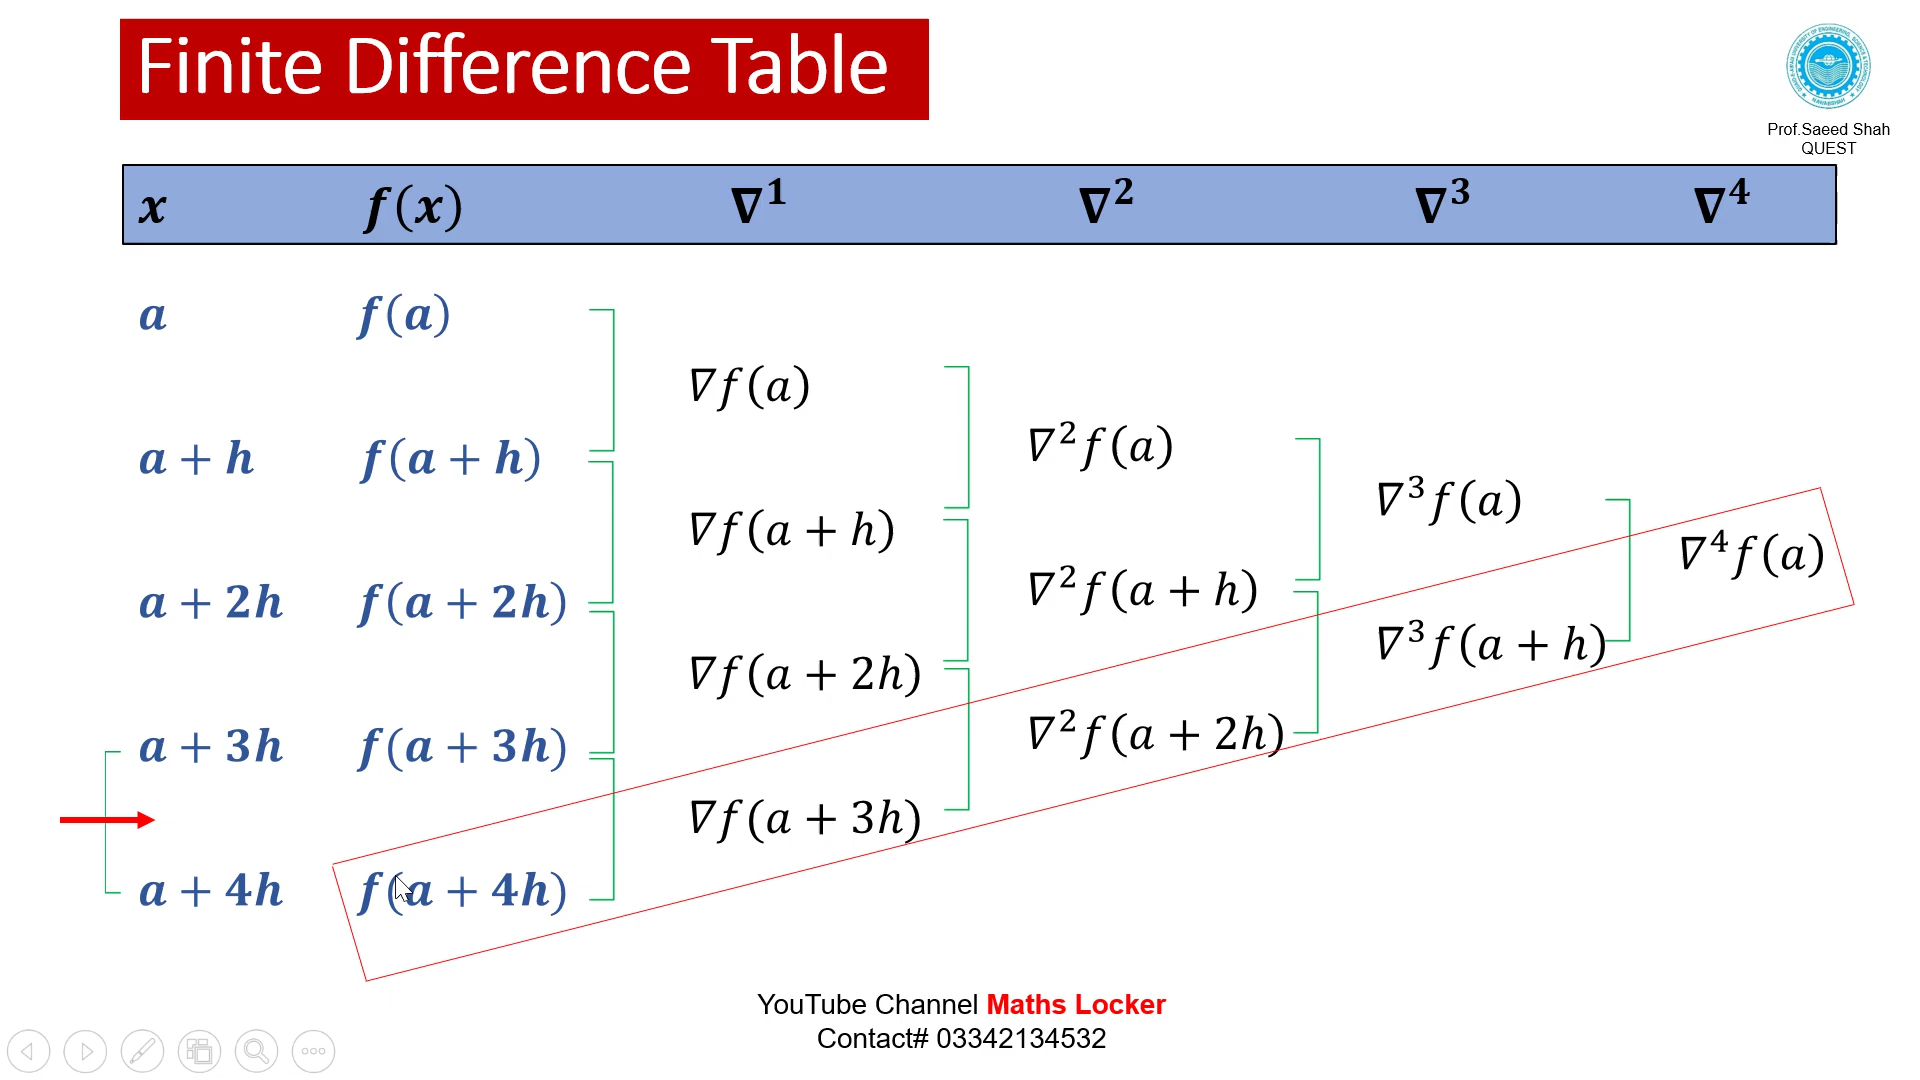 Finite Difference Table
Prof.Saeed Shah
QUEST
x f(x) ∇¹ ∇² ∇³ ∇⁴
a f(a)
∇f(a)
∇²f(a)
a + h f(a + h)
∇³f(a)
∇f(a + h)
∇⁴f(a)
∇²f(a + h)
a + 2h f(a + 2h)
∇³f(a + h)
∇f(a + 2h)
∇²f(a + 2h)
a + 3h f(a + 3h)
∇f(a + 3h)
a + 4h f(a + 4h)
YouTube Channel Maths Locker
Contact# 03342134532